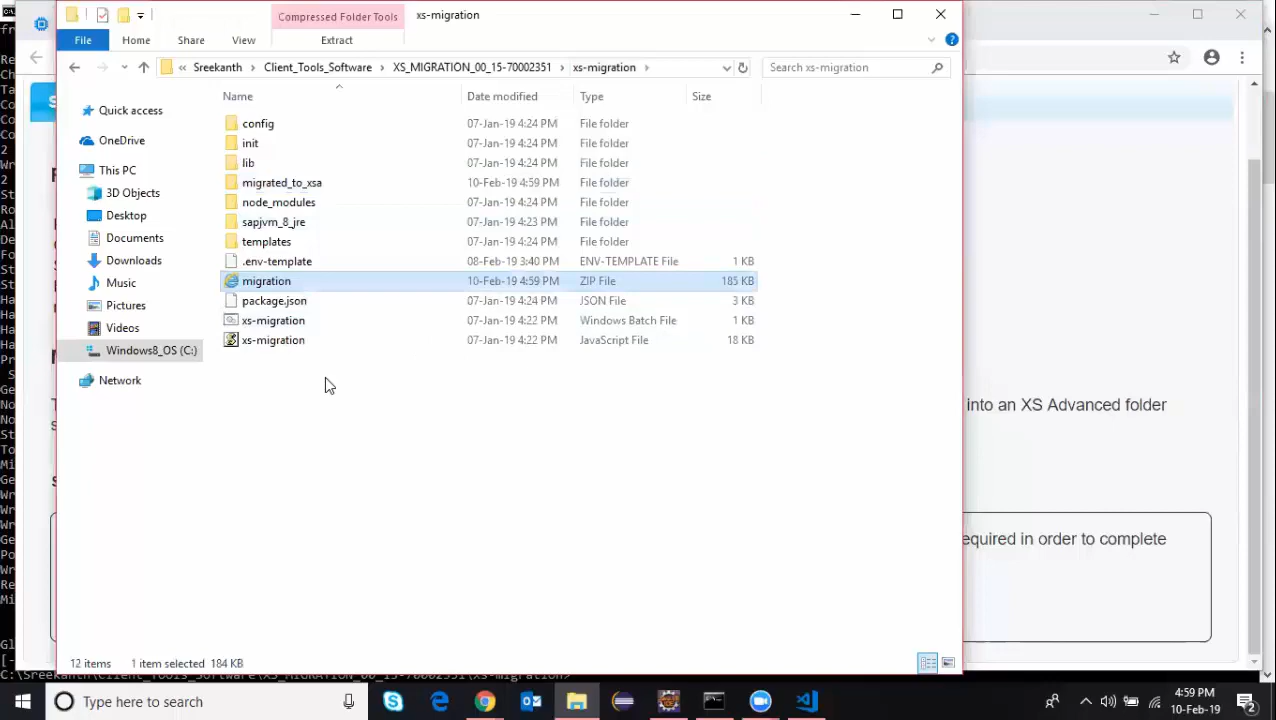 Compressed Folder Tools
xs-migration
File
Home
Share
View
Extract
« Sreekanth > Client_Tools_Software > XS_MIGRATION_00_15-70002351 > xs-migration >
Search xs-migration
Name
Date modified
Type
Size
Quick access
OneDrive
This PC
3D Objects
Desktop
Documents
Downloads
Music
Pictures
Videos
Windows8_OS (C:)
Network
config 07-Jan-19 4:24 PM File folder
init 07-Jan-19 4:24 PM File folder
lib 07-Jan-19 4:24 PM File folder
migrated_to_xsa 10-Feb-19 4:59 PM File folder
node_modules 07-Jan-19 4:24 PM File folder
sapjvm_8_jre 07-Jan-19 4:23 PM File folder
templates 07-Jan-19 4:24 PM File folder
.env-template 08-Feb-19 3:40 PM ENV-TEMPLATE File 1 KB
migration 10-Feb-19 4:59 PM ZIP File 185 KB
package.json 07-Jan-19 4:24 PM JSON File 3 KB
xs-migration 07-Jan-19 4:22 PM Windows Batch File 1 KB
xs-migration 07-Jan-19 4:22 PM JavaScript File 18 KB
into an XS Advanced folder
equired in order to complete
12 items 1 item selected 184 KB
C:\Sreekanth\Client_Tools_Software\XS_MIGRATION_00_15-70002351\xs-migration>
Type here to search
4:59 PM
10-Feb-19
2